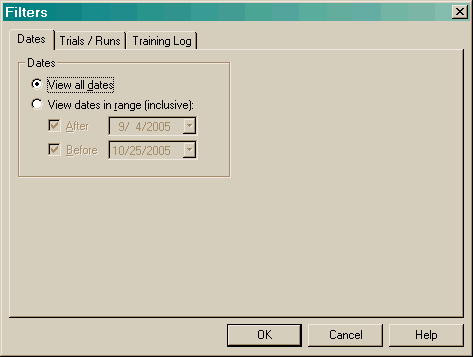 Filters
Dates Trials / Runs Training Log
Dates
View all dates
View dates in range (inclusive):
After 9/ 4/2005
Before 10/25/2005
OK Cancel Help